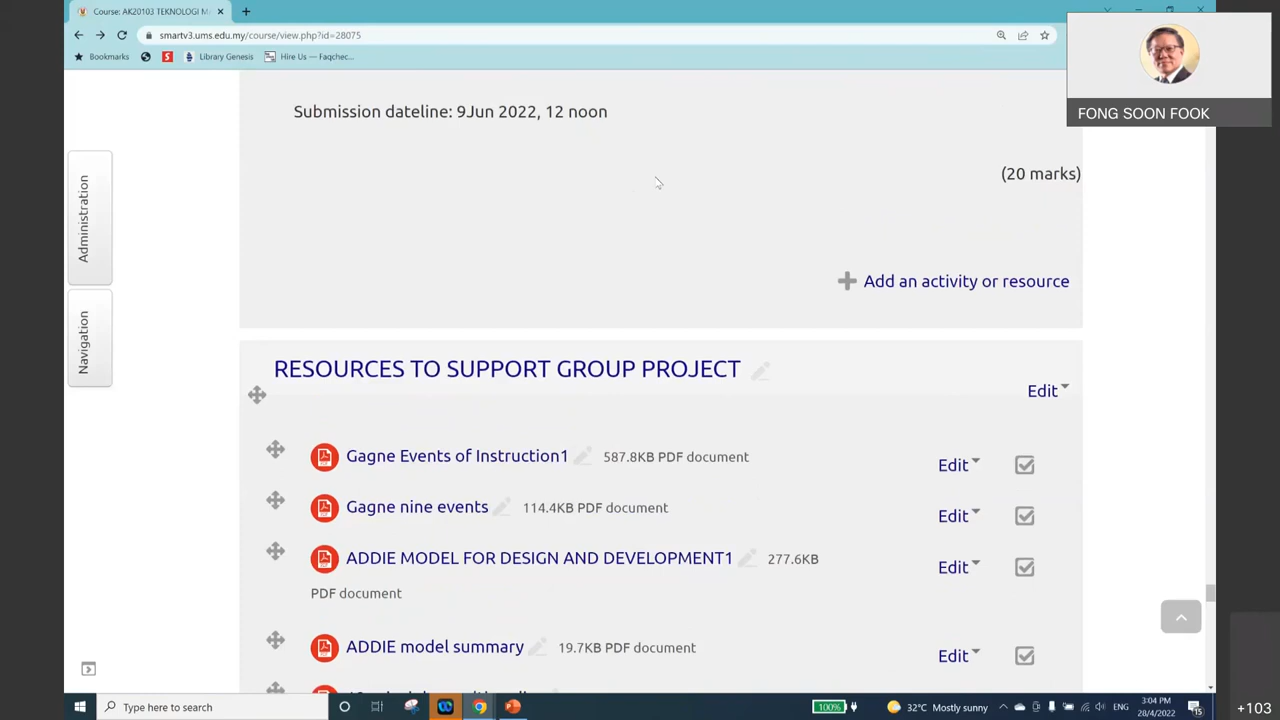 Course: AK20103 TEKNOLOGI M
smartv3.ums.edu.my/course/view.php?id=28075
Bookmarks
S
Library Genesis
Hire Us — Faqchec...
FONG SOON FOOK
Submission dateline: 9Jun 2022, 12 noon
(20 marks)
Administration
Navigation
Add an activity or resource
RESOURCES TO SUPPORT GROUP PROJECT
Edit
Gagne Events of Instruction1 587.8KB PDF document
Edit
Gagne nine events 114.4KB PDF document
Edit
ADDIE MODEL FOR DESIGN AND DEVELOPMENT1 277.6KB
PDF document
Edit
ADDIE model summary 19.7KB PDF document
Edit
Type here to search
100%
32°C Mostly sunny
ENG
3:04 PM
28/4/2022
15
+103